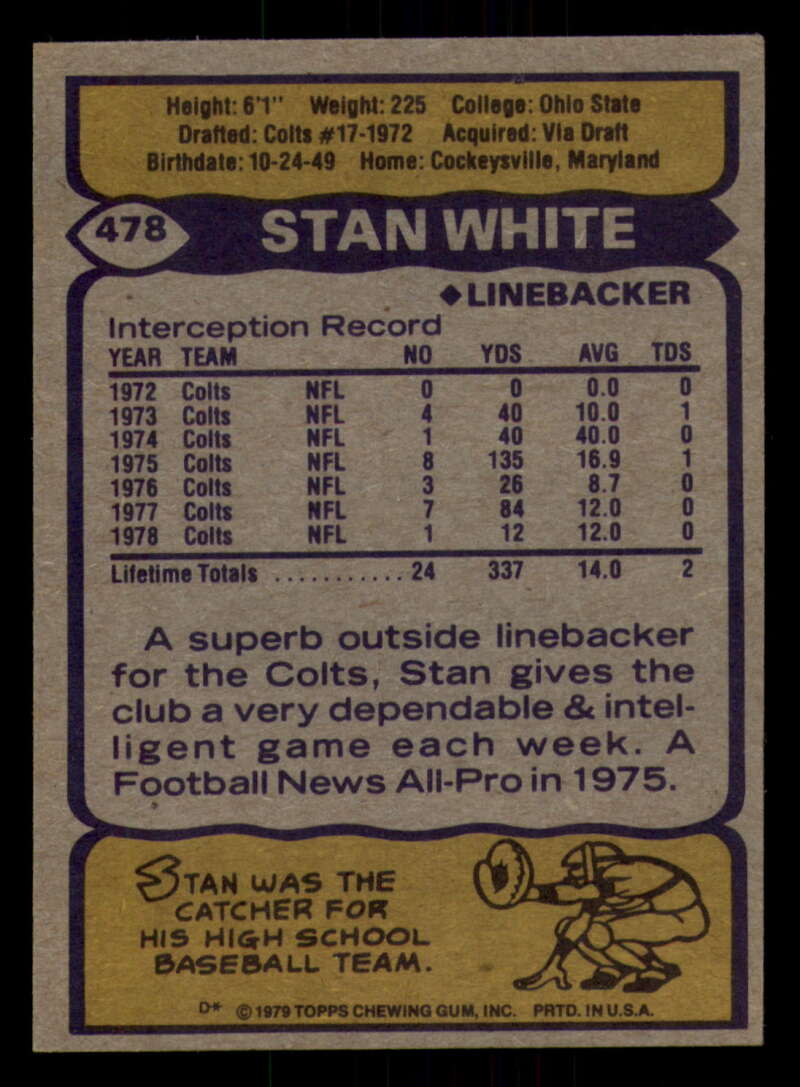 Height: 6'1" Weight: 225 College: Ohio State
Drafted: Colts #17-1972 Acquired: Via Draft
Birthdate: 10-24-49 Home: Cockeysville, Maryland
478 STAN WHITE
◆LINEBACKER
Interception Record
YEAR TEAM NO YDS AVG TDS
1972 Colts NFL 0 0 0.0 0
1973 Colts NFL 4 40 10.0 1
1974 Colts NFL 1 40 40.0 0
1975 Colts NFL 8 135 16.9 1
1976 Colts NFL 3 26 8.7 0
1977 Colts NFL 7 84 12.0 0
1978 Colts NFL 1 12 12.0 0
Lifetime Totals ........... 24 337 14.0 2
A superb outside linebacker
for the Colts, Stan gives the
club a very dependable & intel-
ligent game each week. A
Football News All-Pro in 1975.
STAN WAS THE
CATCHER FOR
HIS HIGH SCHOOL
BASEBALL TEAM.
D* © 1979 TOPPS CHEWING GUM, INC. PRTD. IN U.S.A.